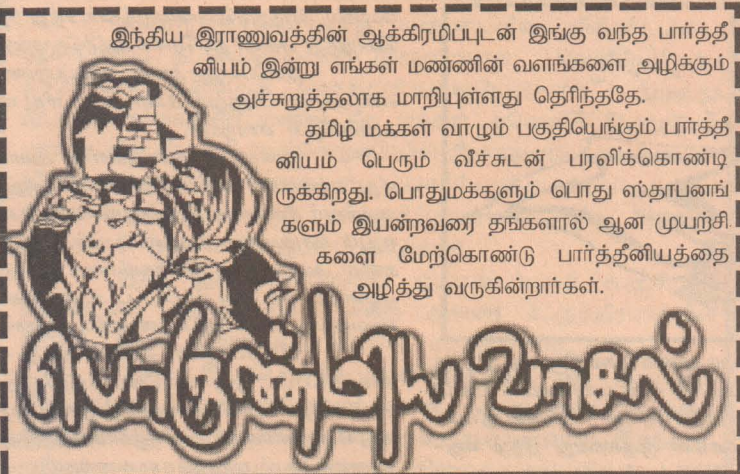 இந்திய இராணுவத்தின் ஆக்கிரமிப்புடன் இங்கு வந்த பார்த்தீ
னியம் இன்று எங்கள் மண்ணின் வளங்களை அழிக்கும்
அச்சுறுத்தலாக மாறியுள்ளது தெரிந்ததே.
தமிழ் மக்கள் வாழும் பகுதியெங்கும் பார்த்தீ
னியம் பெரும் வீச்சுடன் பரவிக்கொண்டி
ருக்கிறது. பொதுமக்களும் பொது ஸ்தாபனங்
களும் இயன்றவரை தங்களால் ஆன முயற்சி
களை மேற்கொண்டு பார்த்தீனியத்தை
அழித்து வருகின்றார்கள்.
பொருண்மிய வாசல்